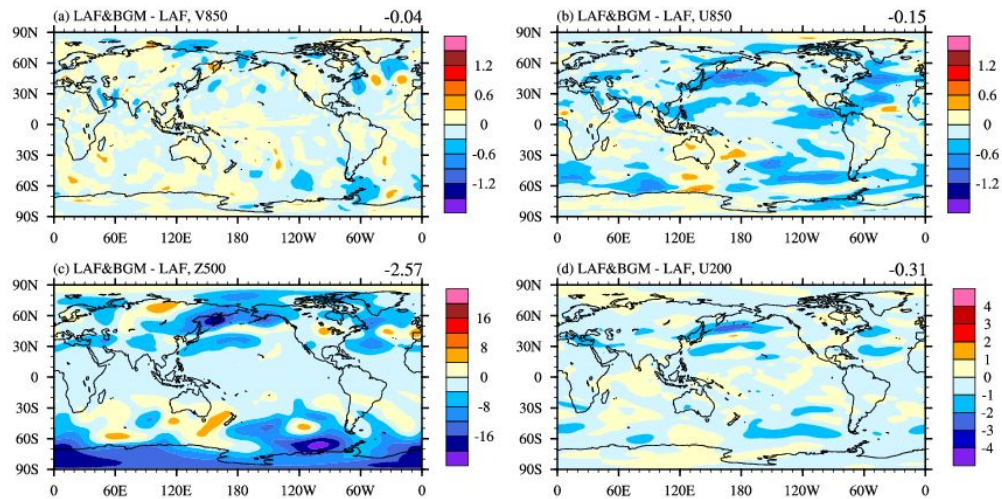 (a) LAF&BGM - LAF, V850 -0.04
90N
60N
30N
0
30S
60S
90S
0 60E 120E 180 120W 60W 0
1.2
0.6
0
-0.6
-1.2
(b) LAF&BGM - LAF, U850 -0.15
90N
60N
30N
0
30S
60S
90S
0 60E 120E 180 120W 60W 0
1.2
0.6
0
-0.6
-1.2
(c) LAF&BGM - LAF, Z500 -2.57
90N
60N
30N
0
30S
60S
90S
0 60E 120E 180 120W 60W 0
16
8
0
-8
-16
(d) LAF&BGM - LAF, U200 -0.31
90N
60N
30N
0
30S
60S
90S
0 60E 120E 180 120W 60W 0
4
3
2
1
0
-1
-2
-3
-4